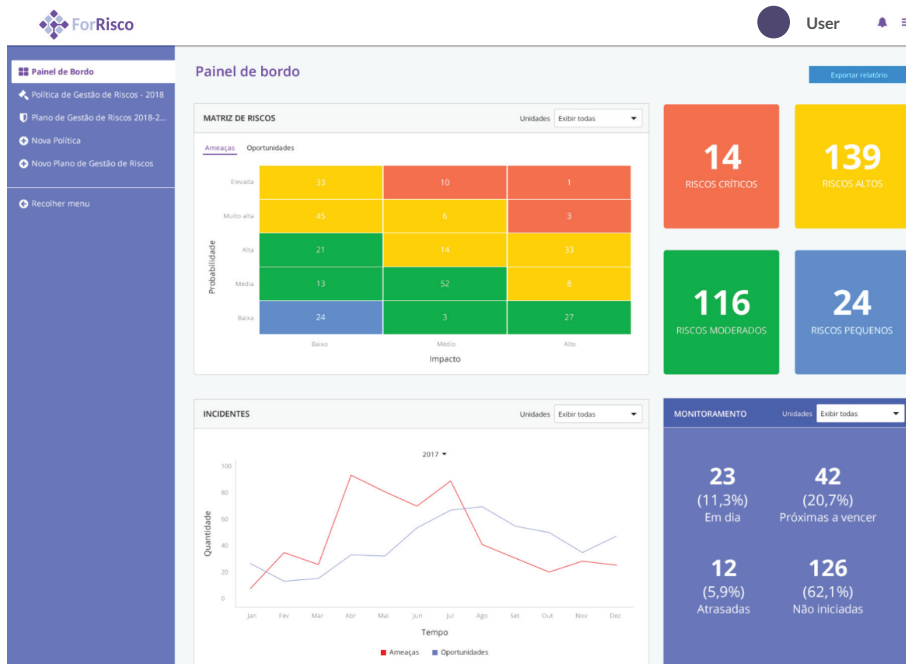 ForRisco
User
Painel de Bordo
Política de Gestão de Riscos - 2018
Plano de Gestão de Riscos 2018-2...
Nova Política
Novo Plano de Gestão de Riscos
Recolher menu
Painel de bordo
Exportar relatório
MATRIZ DE RISCOS
Unidades Exibir todas
Ameaças Oportunidades
Probabilidade
Elevada 33 10 1
Muito alta 45 6 3
Alta 21 14 33
Média 13 52 8
Baixa 24 3 27
Baixo Médio Alto
Impacto
14
RISCOS CRÍTICOS
139
RISCOS ALTOS
116
RISCOS MODERADOS
24
RISCOS PEQUENOS
INCIDENTES
Unidades Exibir todas
2017
Quantidade
100
80
60
40
20
0
Jan Fev Mar Abr Mai Jun Jul Ago Set Out Nov Dez
Tempo
Ameaças Oportunidades
MONITORAMENTO
Unidades Exibir todas
23
(11,3%)
Em dia
42
(20,7%)
Próximas a vencer
12
(5,9%)
Atrasadas
126
(62,1%)
Não iniciadas